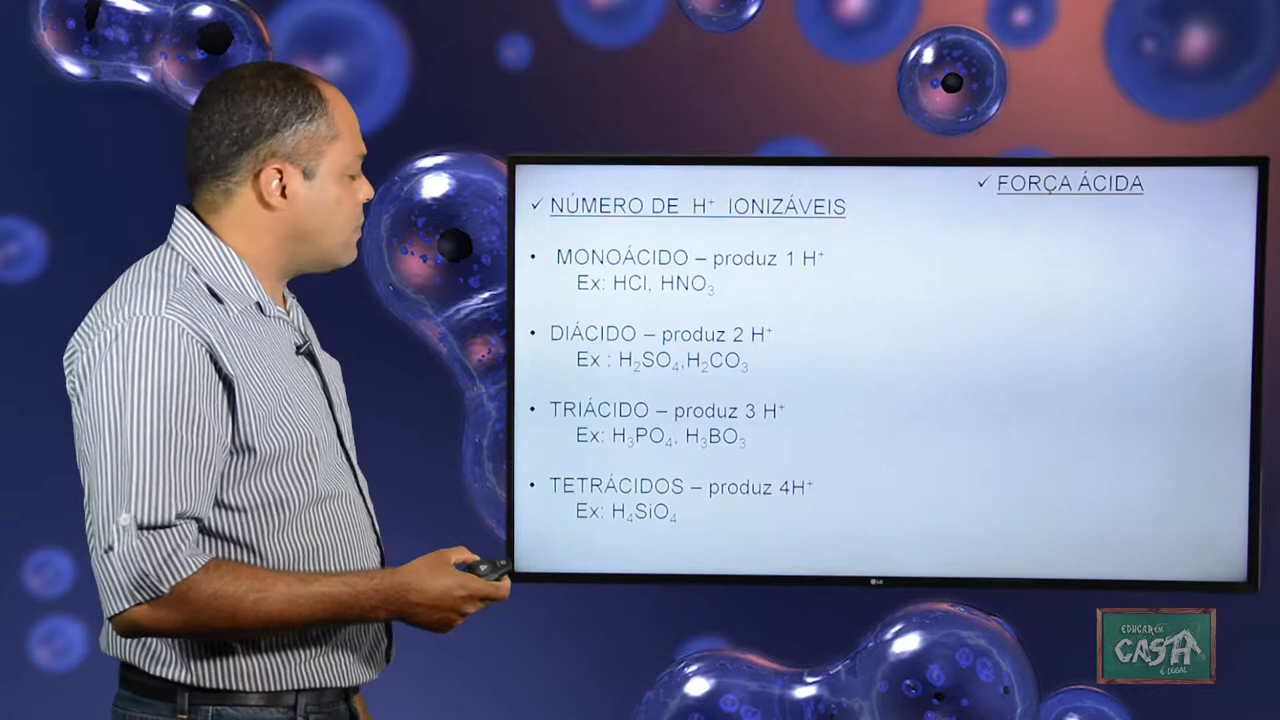 ✓ FORÇA ÁCIDA
✓ NÚMERO DE H⁺ IONIZÁVEIS
• MONOÁCIDO – produz 1 H⁺
Ex: HCl, HNO₃
• DIÁCIDO – produz 2 H⁺
Ex : H₂SO₄,H₂CO₃
• TRIÁCIDO – produz 3 H⁺
Ex: H₃PO₄, H₃BO₃
• TETRÁCIDOS – produz 4H⁺
Ex: H₄SiO₄
LG
EDUCAR EM
CASA
É LEGAL